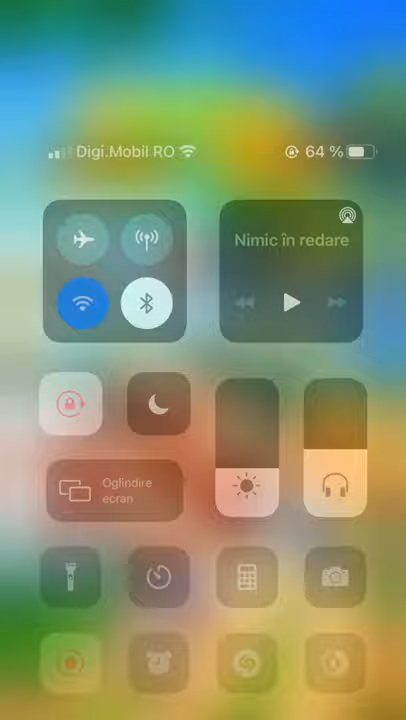 Digi.Mobil RO
64 %
Nimic în redare
Oglindire
ecran